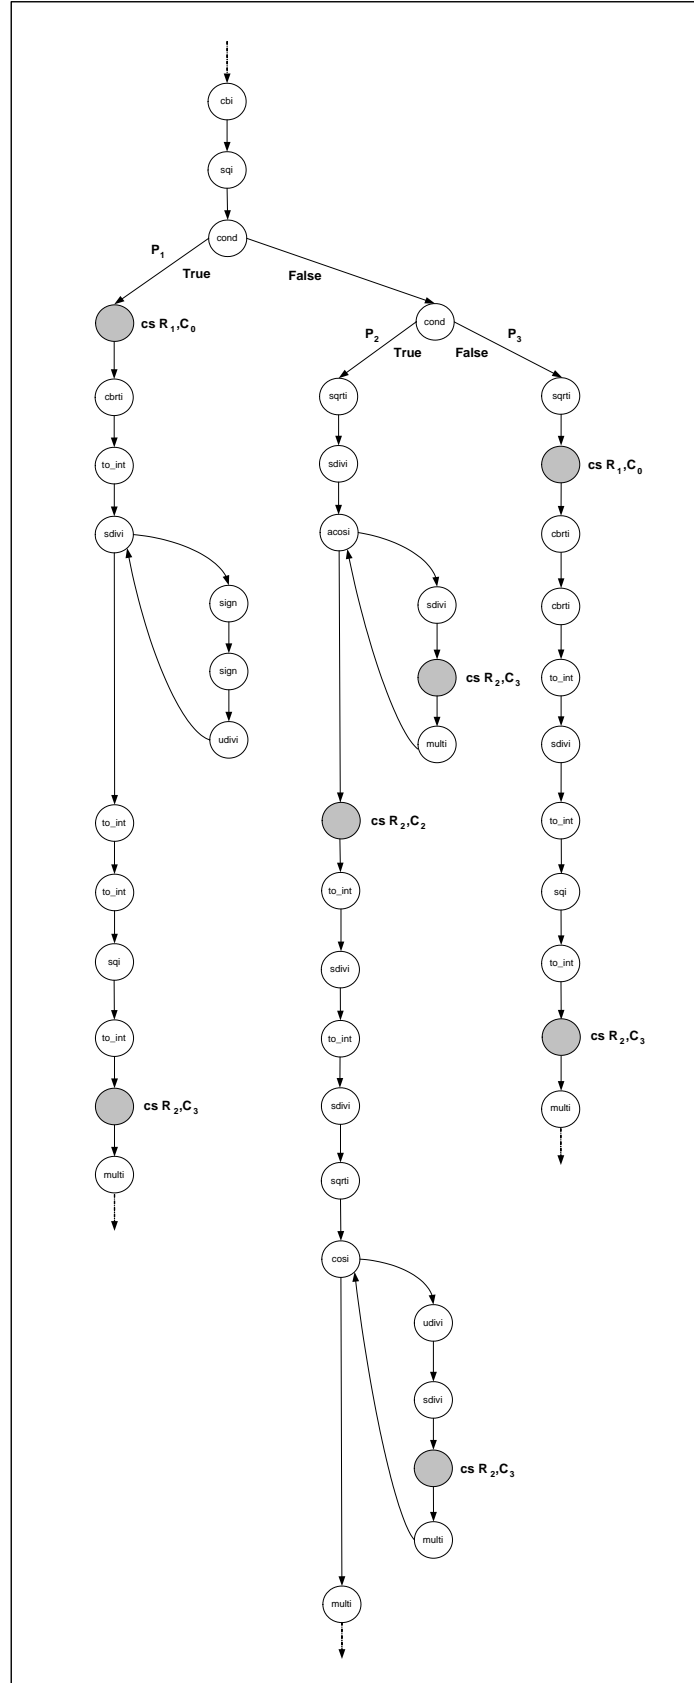 cbi
sqi
cond
P1
True
False
cs R1,C0
cbrti
to_int
sdivi
sign
sign
udivi
to_int
to_int
sqi
to_int
cs R2,C3
multi
cond
P2
True
P3
False
sqrti
sdivi
acosi
sdivi
cs R2,C3
multi
cs R2,C2
to_int
sdivi
to_int
sdivi
sqrti
cosi
udivi
sdivi
cs R2,C3
multi
multi
sqrti
cs R1,C0
cbrti
cbrti
to_int
sdivi
to_int
sqi
to_int
cs R2,C3
multi